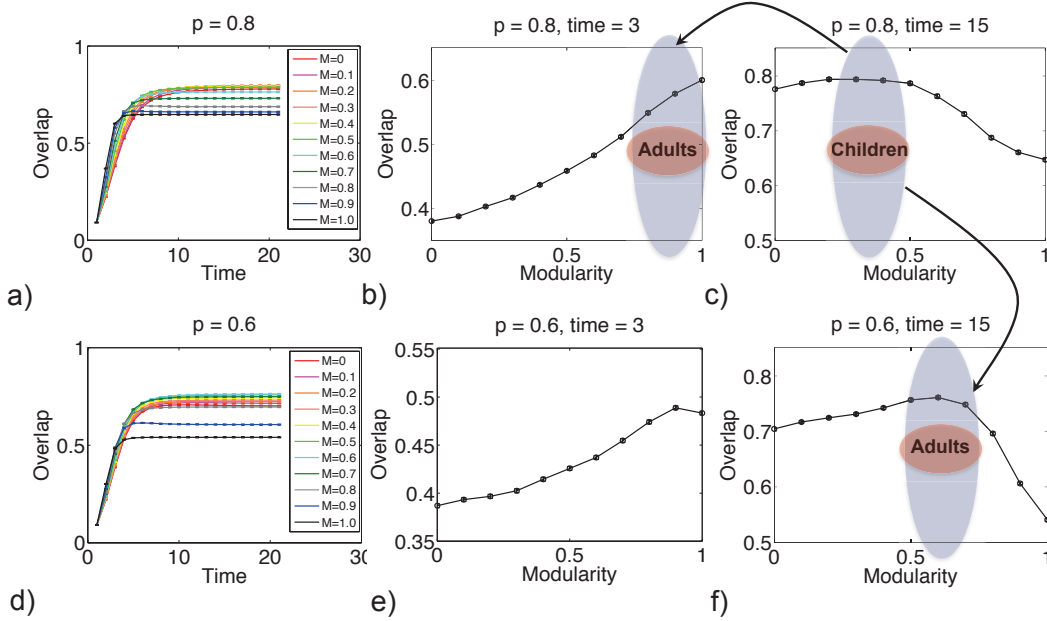 p = 0.8
1
0.5
0
0
10
20
30
Overlap
Time
M=0
M=0.1
M=0.2
M=0.3
M=0.4
M=0.5
M=0.6
M=0.7
M=0.8
M=0.9
M=1.0
a)
p = 0.8, time = 3
0.6
0.5
0.4
0
0.5
1
Overlap
Modularity
Adults
b)
p = 0.8, time = 15
0.8
0.7
0.8
0.6
0.5
0
0.5
1
Overlap
Modularity
Children
c)
p = 0.6
1
0.5
0
0
10
20
30
Overlap
Time
M=0
M=0.1
M=0.2
M=0.3
M=0.4
M=0.5
M=0.6
M=0.7
M=0.8
M=0.9
M=1.0
d)
p = 0.6, time = 3
0.55
0.5
0.45
0.4
0.35
0
0.5
1
Overlap
Modularity
e)
p = 0.6, time = 15
0.8
0.7
0.6
0.5
0
0.5
1
Overlap
Modularity
Adults
f)